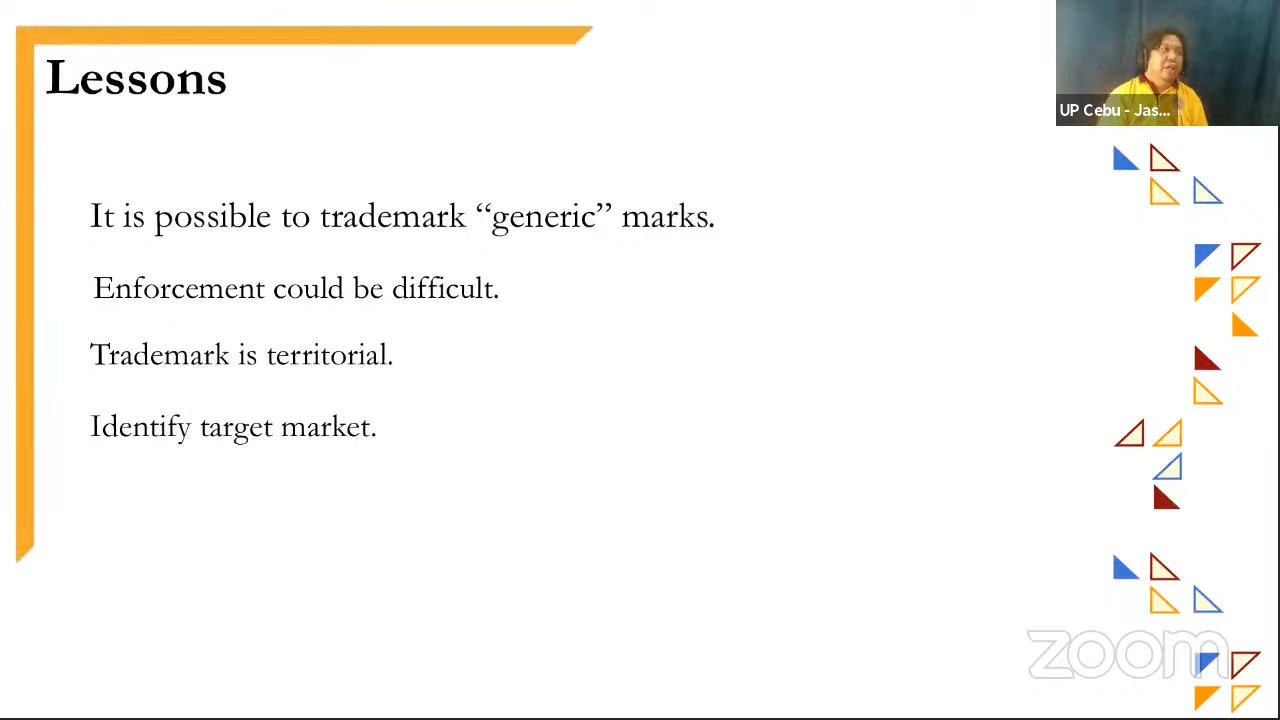 Lessons
UP Cebu - Jas...
It is possible to trademark “generic” marks.
Enforcement could be difficult.
Trademark is territorial.
Identify target market.
zoom